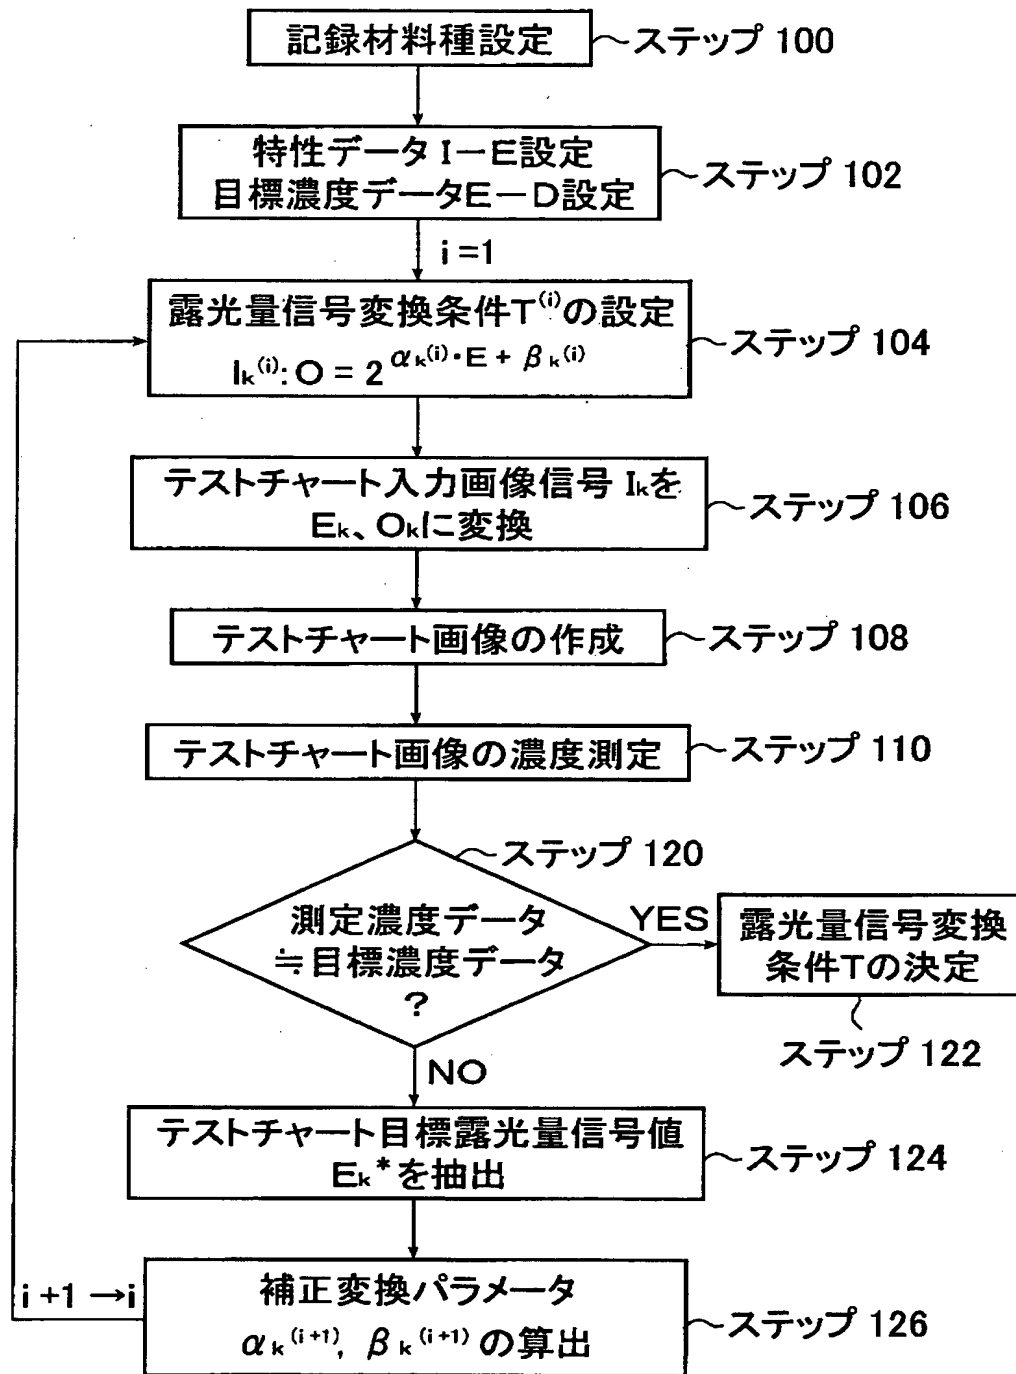 記録材料種設定
ステップ 100
特性データ I－E設定
目標濃度データE－D設定
ステップ 102
i=1
露光量信号変換条件T⁽ⁱ⁾の設定
Iₖ⁽ⁱ⁾:O = 2^{αₖ⁽ⁱ⁾・E + βₖ⁽ⁱ⁾}
ステップ 104
テストチャート入力画像信号 Iₖを
Eₖ、Oₖに変換
ステップ 106
テストチャート画像の作成
ステップ 108
テストチャート画像の濃度測定
ステップ 110
ステップ 120
測定濃度データ
≒目標濃度データ
?
YES
露光量信号変換
条件Tの決定
ステップ 122
NO
テストチャート目標露光量信号値
Eₖ*を抽出
ステップ 124
i+1 →i
補正変換パラメータ
αₖ⁽ⁱ⁺¹⁾, βₖ⁽ⁱ⁺¹⁾ の算出
ステップ 126